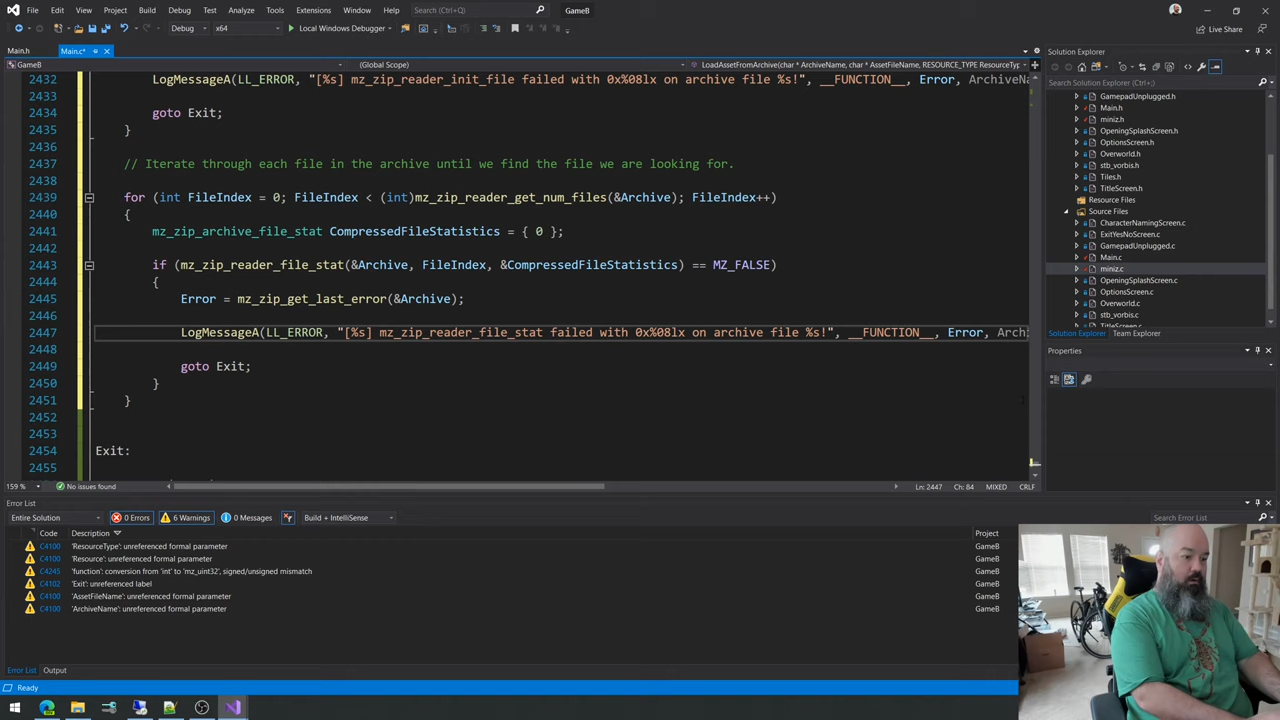 File Edit View Git Project Build Debug Test Analyze Tools Extensions Window Help Search (Ctrl+Q) GameB
Debug x64 Local Windows Debugger Live Share
Main.h Main.c* Solution Explorer
GameB (Global Scope) LoadAssetFromArchive(char * ArchiveName, char * AssetFileName, RESOURCE_TYPE ResourceTyp
Search Solution Explorer (Ctrl+;)
2432 LogMessageA(LL_ERROR, "[%s] mz_zip_reader_init_file failed with 0x%08lx on archive file %s!", __FUNCTION__, Error, ArchiveNa
2433
2434 goto Exit;
2435 }
2436
2437 // Iterate through each file in the archive until we find the file we are looking for.
2438
2439 for (int FileIndex = 0; FileIndex < (int)mz_zip_reader_get_num_files(&Archive); FileIndex++)
2440 {
2441 mz_zip_archive_file_stat CompressedFileStatistics = { 0 };
2442
2443 if (mz_zip_reader_file_stat(&Archive, FileIndex, &CompressedFileStatistics) == MZ_FALSE)
2444 {
2445 Error = mz_zip_get_last_error(&Archive);
2446
2447 LogMessageA(LL_ERROR, "[%s] mz_zip_reader_file_stat failed with 0x%08lx on archive file %s!", __FUNCTION__, Error, Archi
2448
2449 goto Exit;
2450 }
2451 }
2452
2453
2454 Exit:
2455
GamepadUnplugged.h
Main.h
miniz.h
OpeningSplashScreen.h
OptionsScreen.h
Overworld.h
stb_vorbis.h
Tiles.h
TitleScreen.h
Resource Files
Source Files
CharacterNamingScreen.c
ExitYesNoScreen.c
GamepadUnplugged.c
Main.c
miniz.c
OpeningSplashScreen.c
OptionsScreen.c
Overworld.c
stb_vorbis.c
TitleScreen.c
Solution Explorer Team Explorer
Properties
159 % No issues found Ln: 2447 Ch: 84 MIXED CRLF
Error List
Entire Solution 0 Errors 6 Warnings 0 Messages Build + IntelliSense Search Error List
Code Description Project
C4100 'ResourceType': unreferenced formal parameter GameB
C4100 'Resource': unreferenced formal parameter GameB
C4245 'function': conversion from 'int' to 'mz_uint32', signed/unsigned mismatch GameB
C4102 'Exit': unreferenced label GameB
C4100 'AssetFileName': unreferenced formal parameter GameB
C4100 'ArchiveName': unreferenced formal parameter GameB
Error List Output
Ready